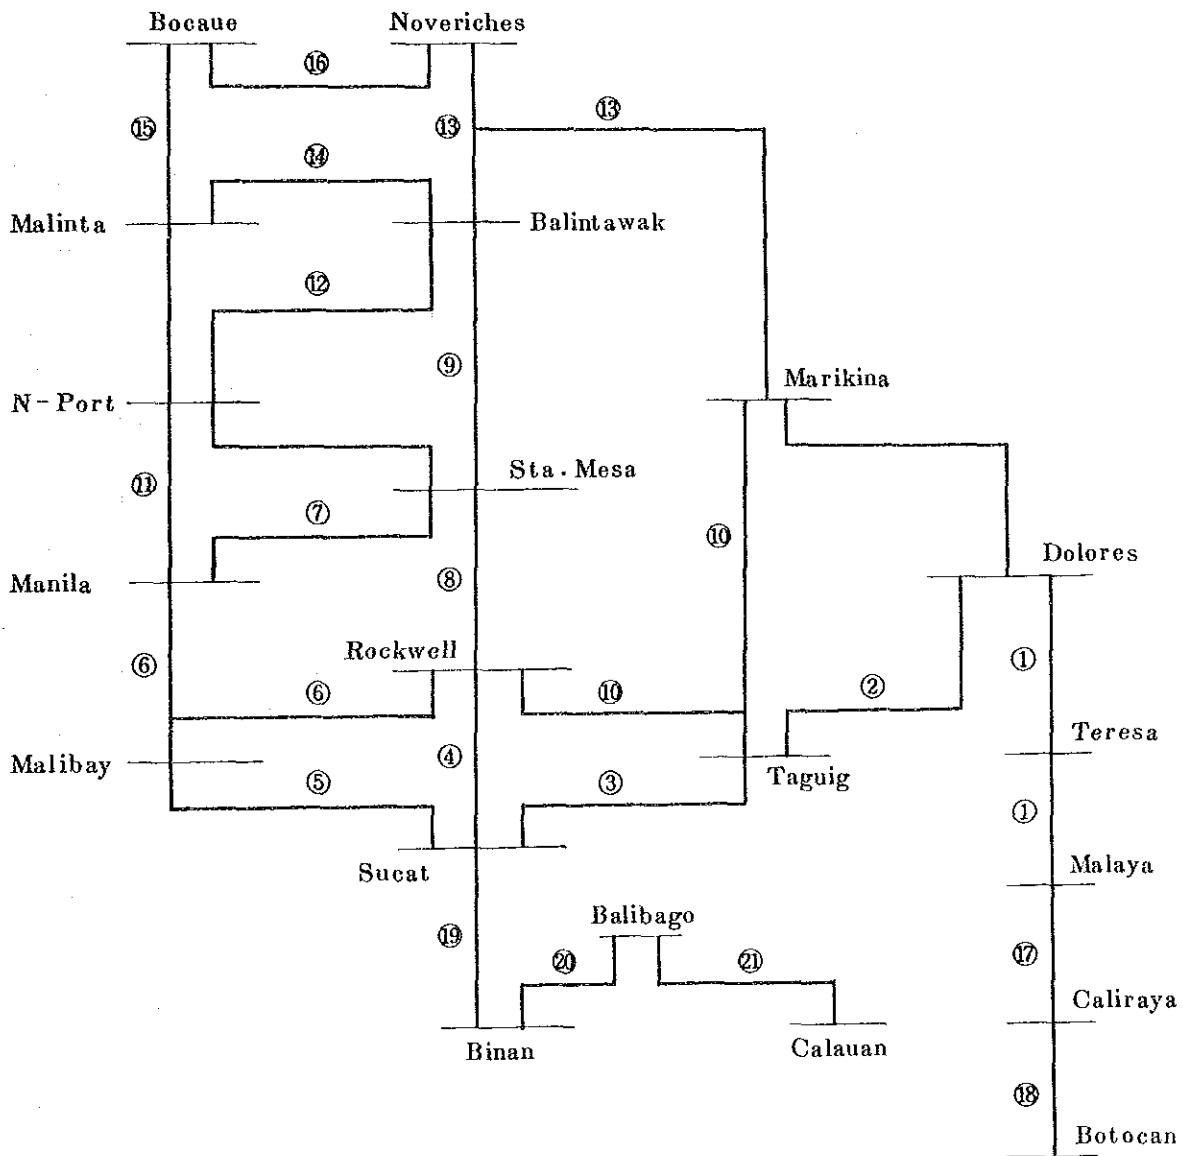 Bocaue Noveriches
⑯
⑮ ⑬ ⑬
⑭
Malinta Balintawak
⑫
⑨
Marikina
N-Port
Sta. Mesa
⑪
⑦ ⑩
Dolores
Manila ⑧
Rockwell
⑥ ①
⑥ ⑩ ②
Teresa
Malibay ④
⑤ ③ Taguig
①
Sucat Malaya
Balibago
⑲
⑳ ㉑ ⑰
Caliraya
Binan Calauan
⑱
Botocan